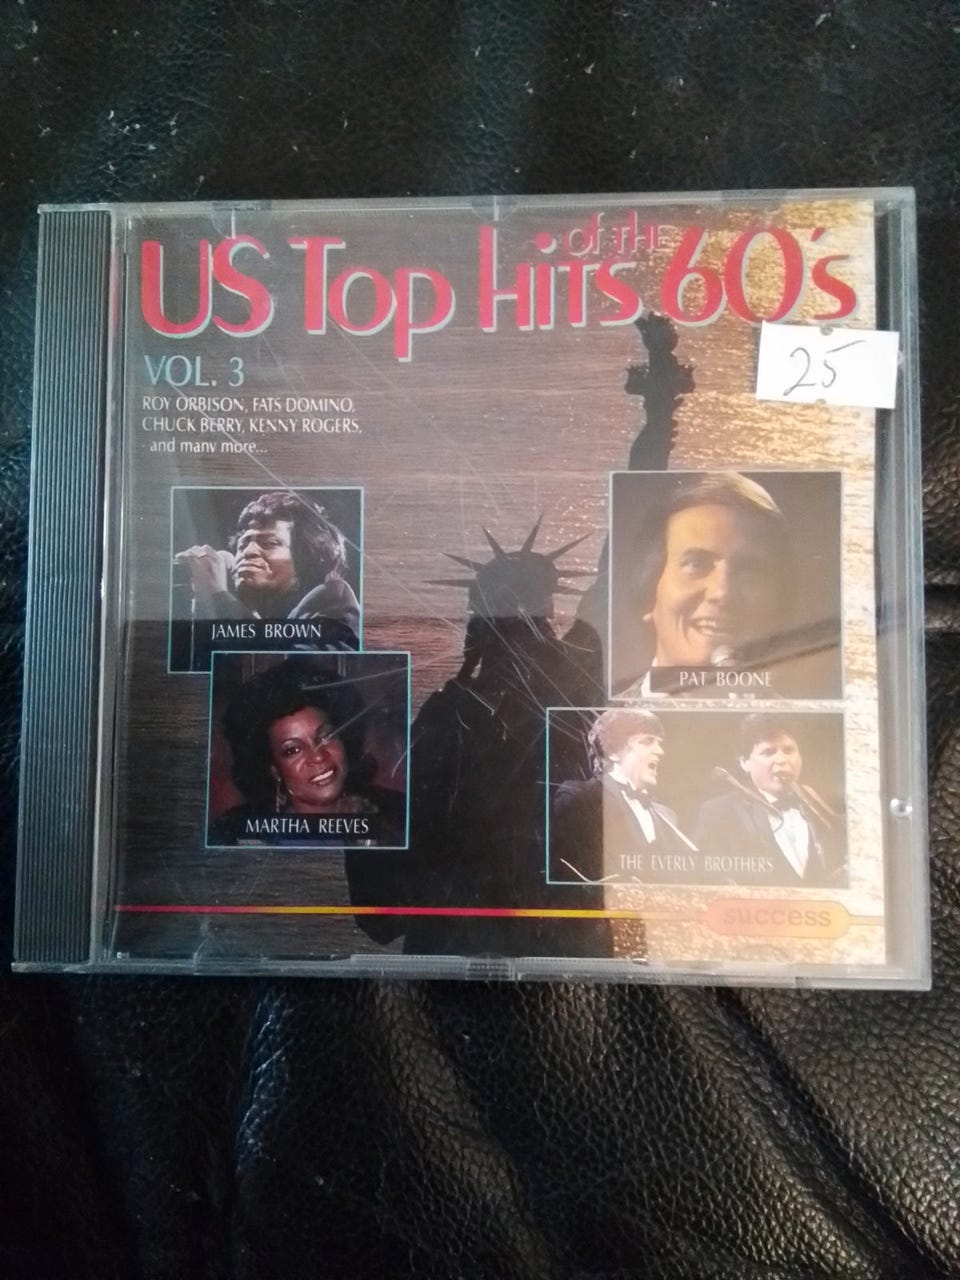 US Top Hits of the 60's
25
VOL. 3
ROY ORBISON, FATS DOMINO,
CHUCK BERRY, KENNY ROGERS,
and many more...
JAMES BROWN
PAT BOONE
MARTHA REEVES
THE EVERLY BROTHERS
success